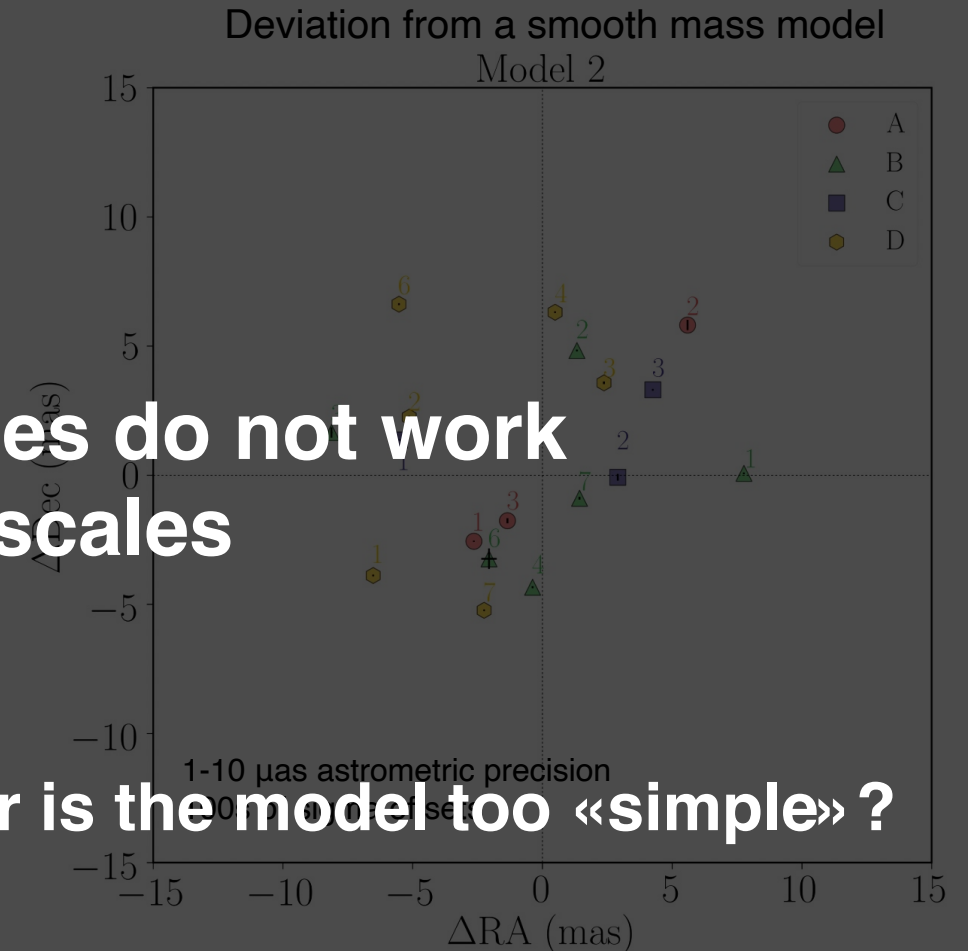 Deviation from a smooth mass model
Model 2
15
A
B
C
D
10
6
4
2
2
5
3
3
2
es do not work
1
2
0
1
7
scales
3
1
6
4
1
7
−5
−10
1-10 µas astrometric precision
r is the model too «simple» ?
−15
−15
−10
−5
0
5
10
15
ΔRA (mas)